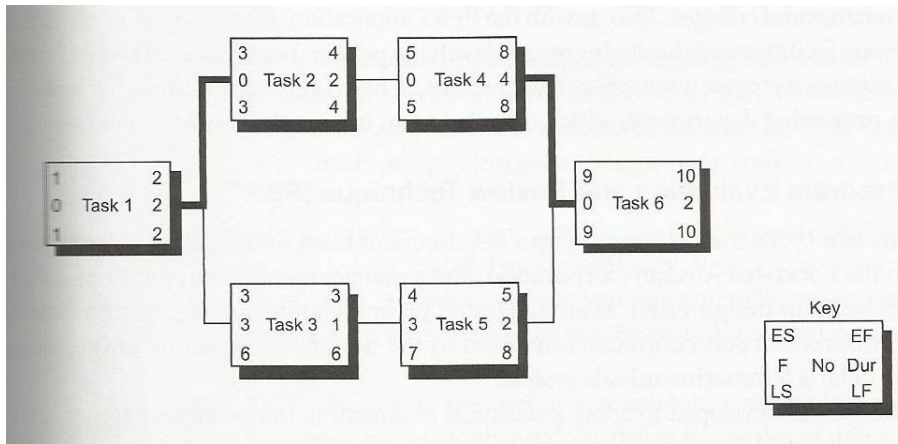 3 4
0 Task 2 2
3 4
5 8
0 Task 4 4
5 8
1 2
0 Task 1 2
1 2
9 10
0 Task 6 2
9 10
3 3
3 Task 3 1
6 6
4 5
3 Task 5 2
7 8
Key
ES EF
F No Dur
LS LF